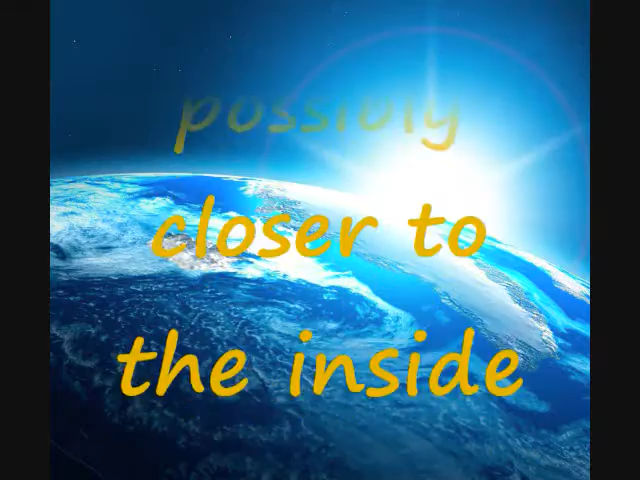 possibly
closer to
the inside